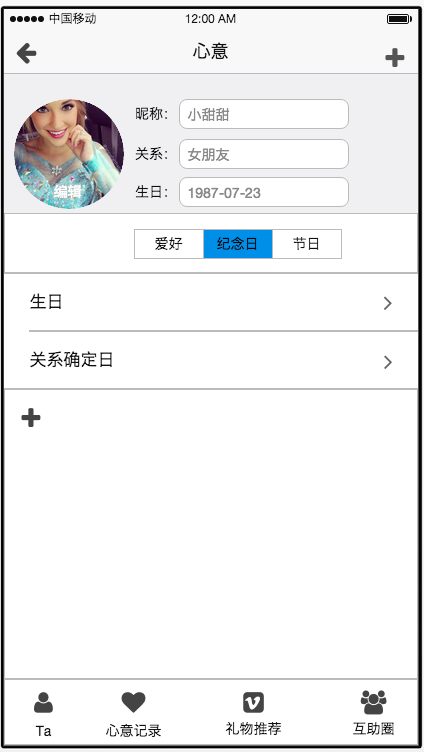 中国移动 12:00 AM
心意
昵称: 小甜甜
关系: 女朋友
生日: 1987-07-23
编辑
爱好 纪念日 节日
生日
关系确定日
Ta 心意记录 礼物推荐 互助圈